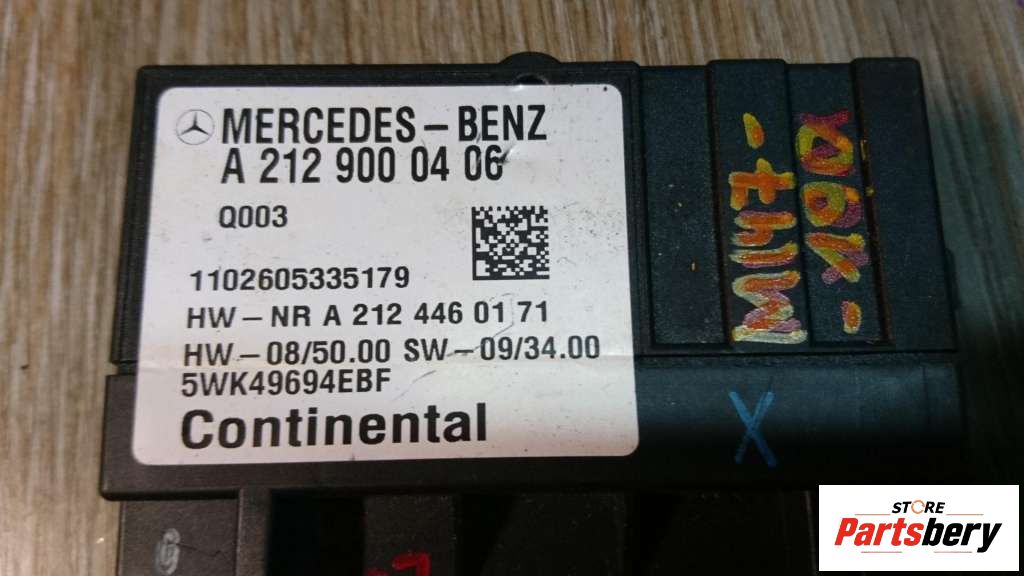 MERCEDES-BENZ
A 212 900 04 06
Q003
1102605335179
HW-NR A 212 446 01 71
HW-08/50.00 SW-09/34.00
5WK49694EBF
Continental
X
STORE
Partsbery